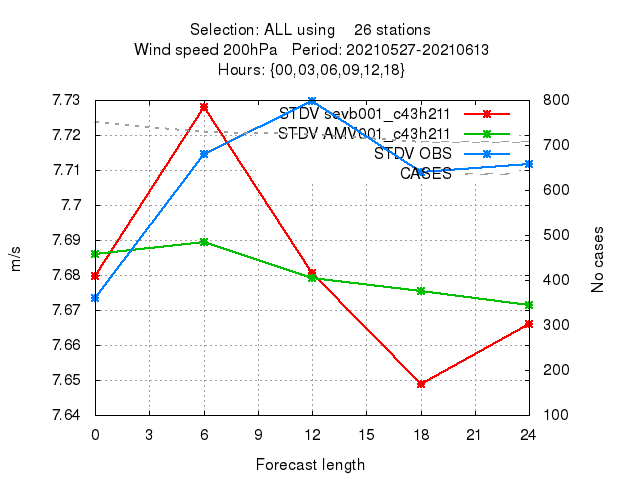 Selection: ALL using 26 stations
Wind speed 200hPa Period: 20210527-20210613
Hours: {00,03,06,09,12,18}
7.73
7.72
7.71
7.7
7.69
7.68
7.67
7.66
7.65
7.64
m/s
STDV sevb001_c43h211
STDV AMV001_c43h211
STDV OBS
CASES
800
700
600
500
400
300
200
100
No cases
0 3 6 9 12 15 18 21 24
Forecast length